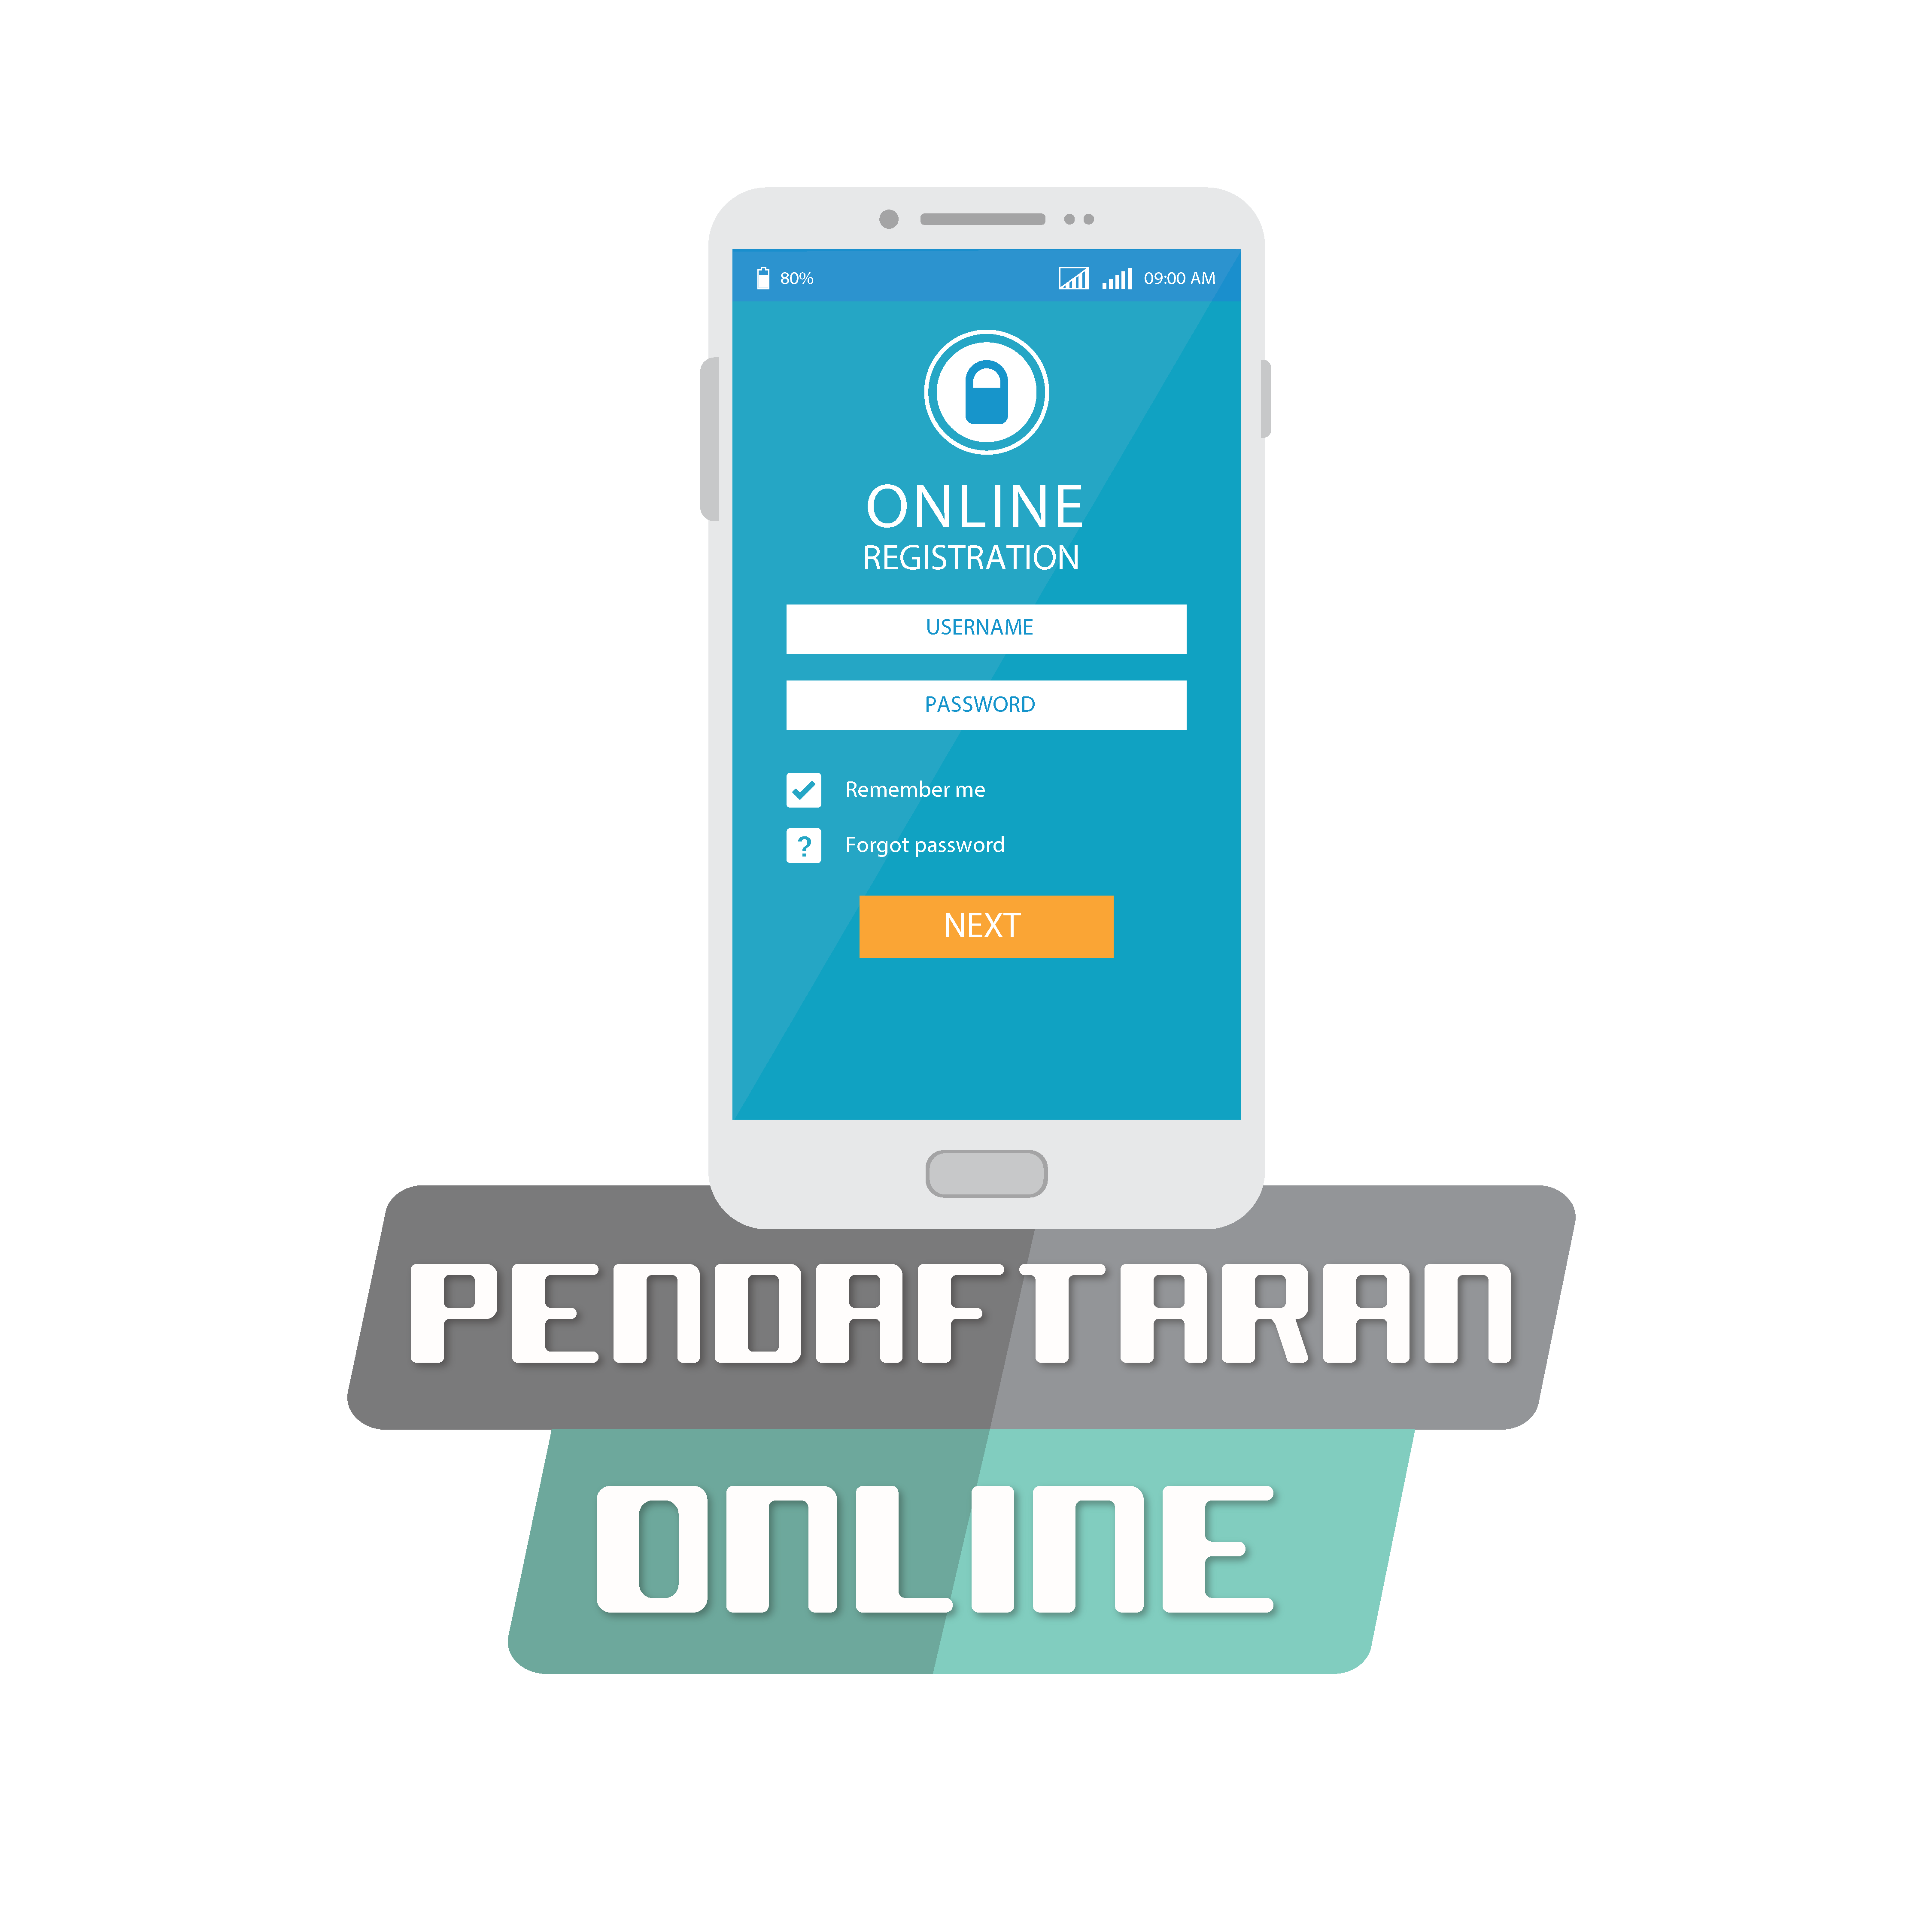 80% 09:00 AM
ONLINE
REGISTRATION
USERNAME
PASSWORD
Remember me
? Forgot password
NEXT
PENDAFTARAN
ONLINE